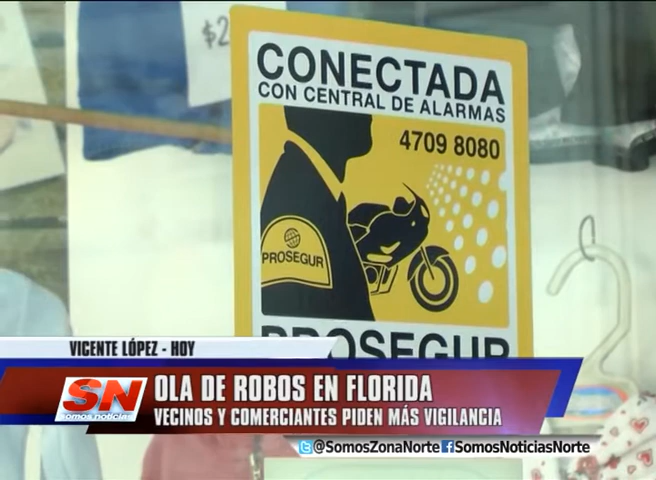 $2
CONECTADA
CON CENTRAL DE ALARMAS
4709 8080
PROSEGUR
PROSEGUR
VICENTE LÓPEZ - HOY
SN
somos noticias
OLA DE ROBOS EN FLORIDA
VECINOS Y COMERCIANTES PIDEN MÁS VIGILANCIA
@SomosZonaNorte f SomosNoticiasNorte